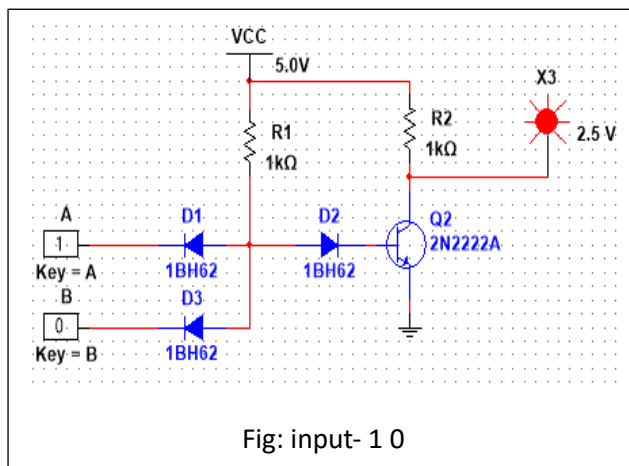 VCC
5.0V
X3
R1
1kΩ
R2
1kΩ
2.5 V
A
1
Key = A
D1
1BH62
D2
1BH62
Q2
2N2222A
B
0
Key = B
D3
1BH62
Fig: input- 1 0